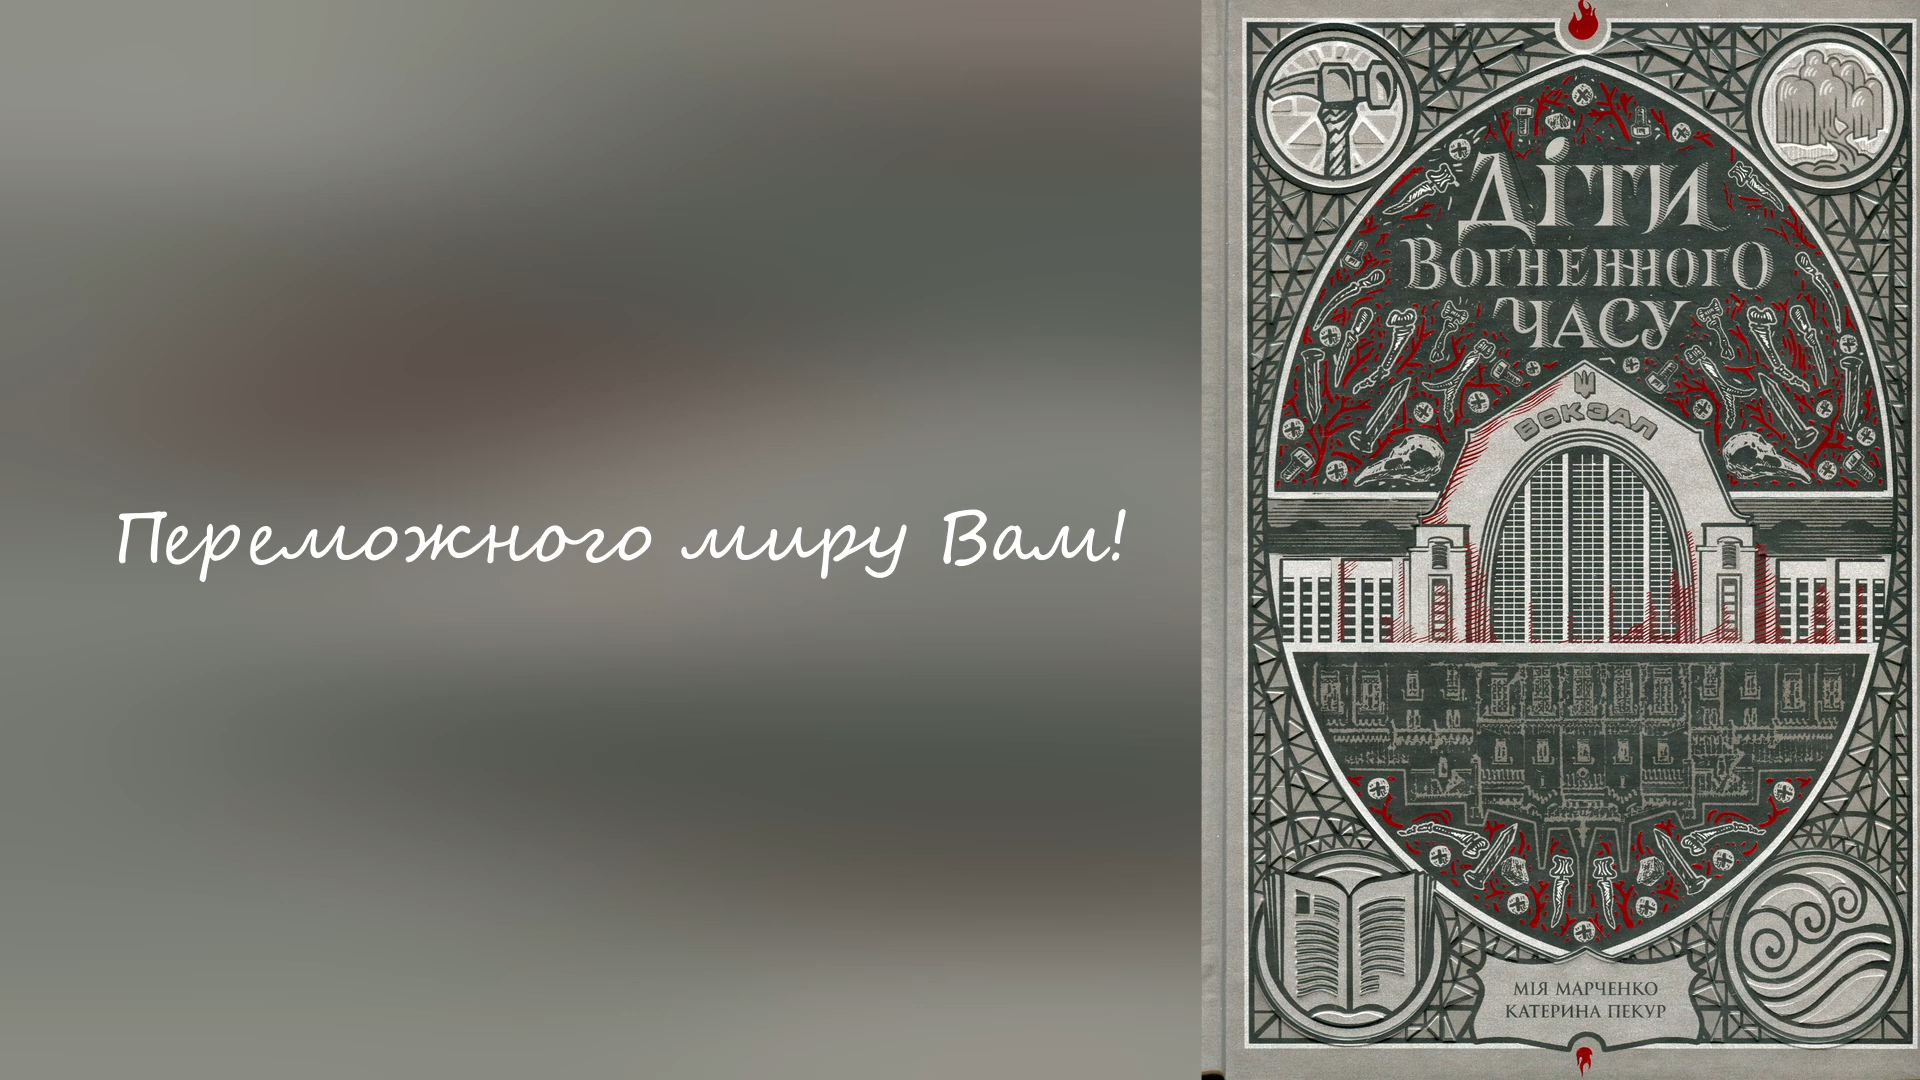 Переможного миру Вам!
Діти
Вогненного
Часу
ВОКЗАЛ
МІЯ МАРЧЕНКО
КАТЕРИНА ПЕКУР